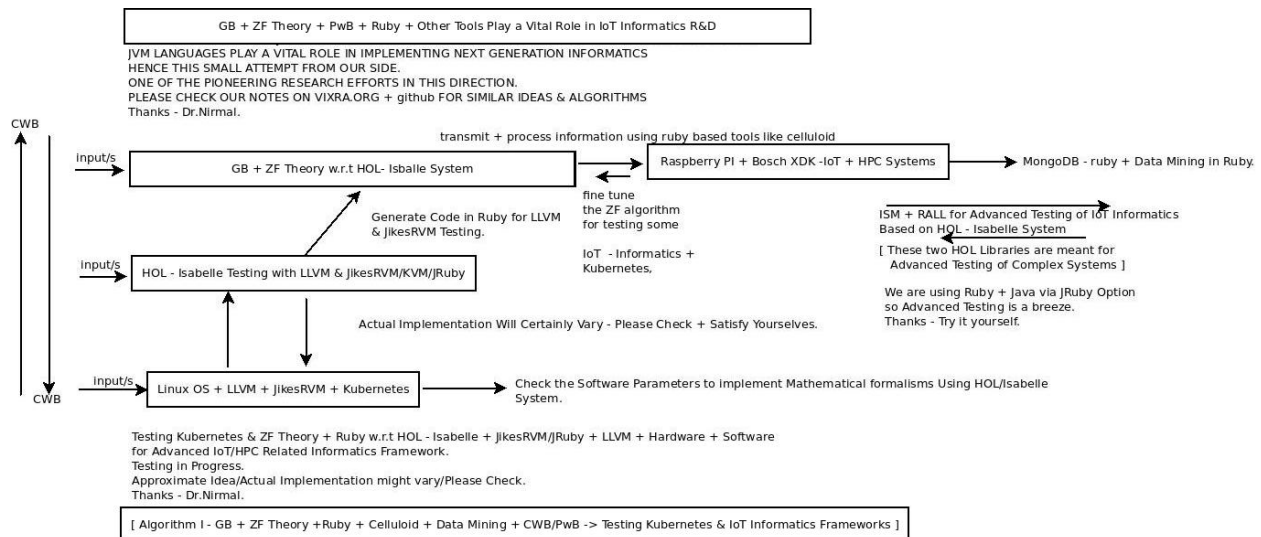 GB + ZF Theory + PwB + Ruby + Other Tools Play a Vital Role in IoT Informatics R&D
JVM LANGUAGES PLAY A VITAL ROLE IN IMPLEMENTING NEXT GENERATION INFORMATICS
HENCE THIS SMALL ATTEMPT FROM OUR SIDE.
ONE OF THE PIONEERING RESEARCH EFFORTS IN THIS DIRECTION.
PLEASE CHECK OUR NOTES ON VIXRA.ORG + github FOR SIMILAR IDEAS & ALGORITHMS
Thanks - Dr.Nirmal.
CWB
transmit + process information using ruby based tools like celluloid
input/s
GB + ZF Theory w.r.t HOL- Isballe System
Raspberry PI + Bosch XDK -IoT + HPC Systems
MongoDB - ruby + Data Mining in Ruby.
fine tune
the ZF algorithm
for testing some
IoT - Informatics +
Kubernetes,
Generate Code in Ruby for LLVM
& JikesRVM Testing.
ISM + RALL for Advanced Testing of IoT Informatics
Based on HOL - Isabelle System
[ These two HOL Libraries are meant for
Advanced Testing of Complex Systems ]
We are using Ruby + Java via JRuby Option
so Advanced Testing is a breeze.
Thanks - Try it yourself.
input/s
HOL - Isabelle Testing with LLVM & JikesRVM/KVM/JRuby
Actual Implementation Will Certainly Vary - Please Check + Satisfy Yourselves.
input/s
CWB
Linux OS + LLVM + JikesRVM + Kubernetes
Check the Software Parameters to implement Mathematical formalisms Using HOL/Isabelle
System.
Testing Kubernetes & ZF Theory + Ruby w.r.t HOL - Isabelle + JikesRVM/JRuby + LLVM + Hardware + Software
for Advanced IoT/HPC Related Informatics Framework.
Testing in Progress.
Approximate Idea/Actual Implementation might vary/Please Check.
Thanks - Dr.Nirmal.
[ Algorithm I - GB + ZF Theory +Ruby + Celluloid + Data Mining + CWB/PwB -> Testing Kubernetes & IoT Informatics Frameworks ]